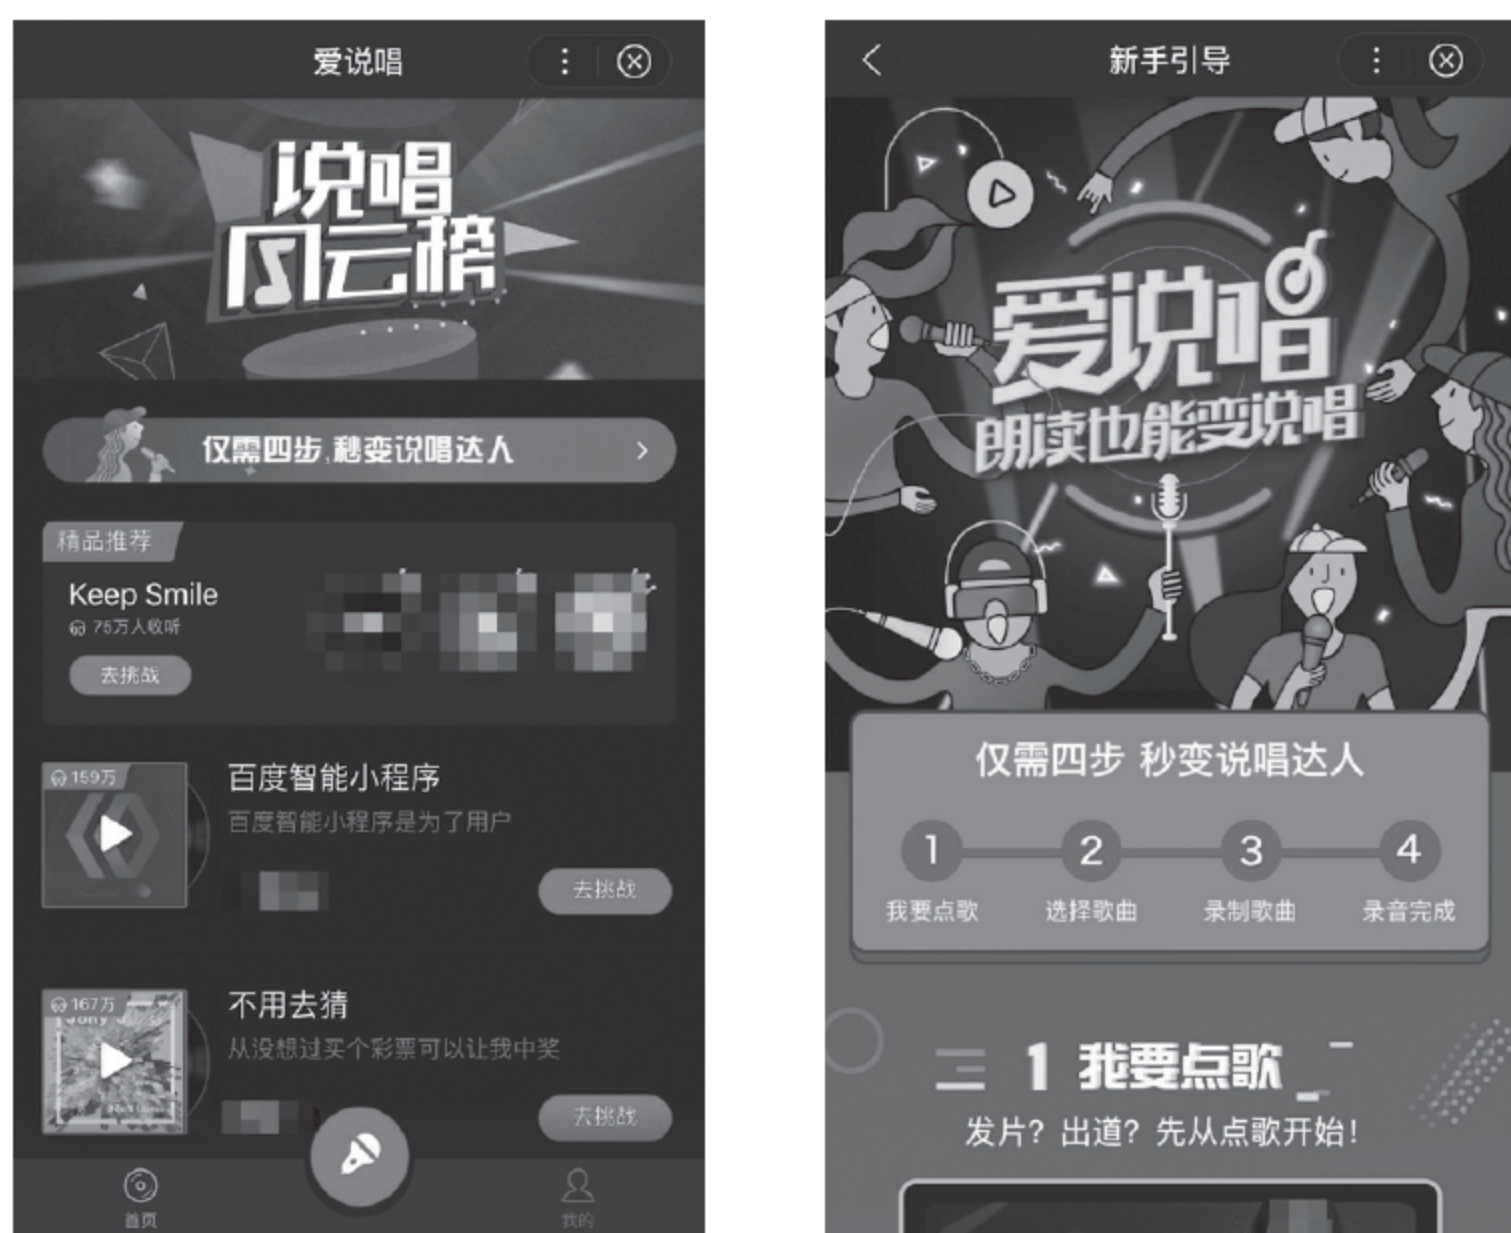 爱说唱
说唱
风云榜
仅需四步,秒变说唱达人
精品推荐
Keep Smile
75万人收听
去挑战
159万
百度智能小程序
百度智能小程序是为了用户
去挑战
167万
不用去猜
从没想过买个彩票可以让我中奖
去挑战
首页
我的
新手引导
爱说唱
朗读也能变说唱
仅需四步 秒变说唱达人
1 2 3 4
我要点歌 选择歌曲 录制歌曲 录音完成
1 我要点歌
发片？出道？先从点歌开始！